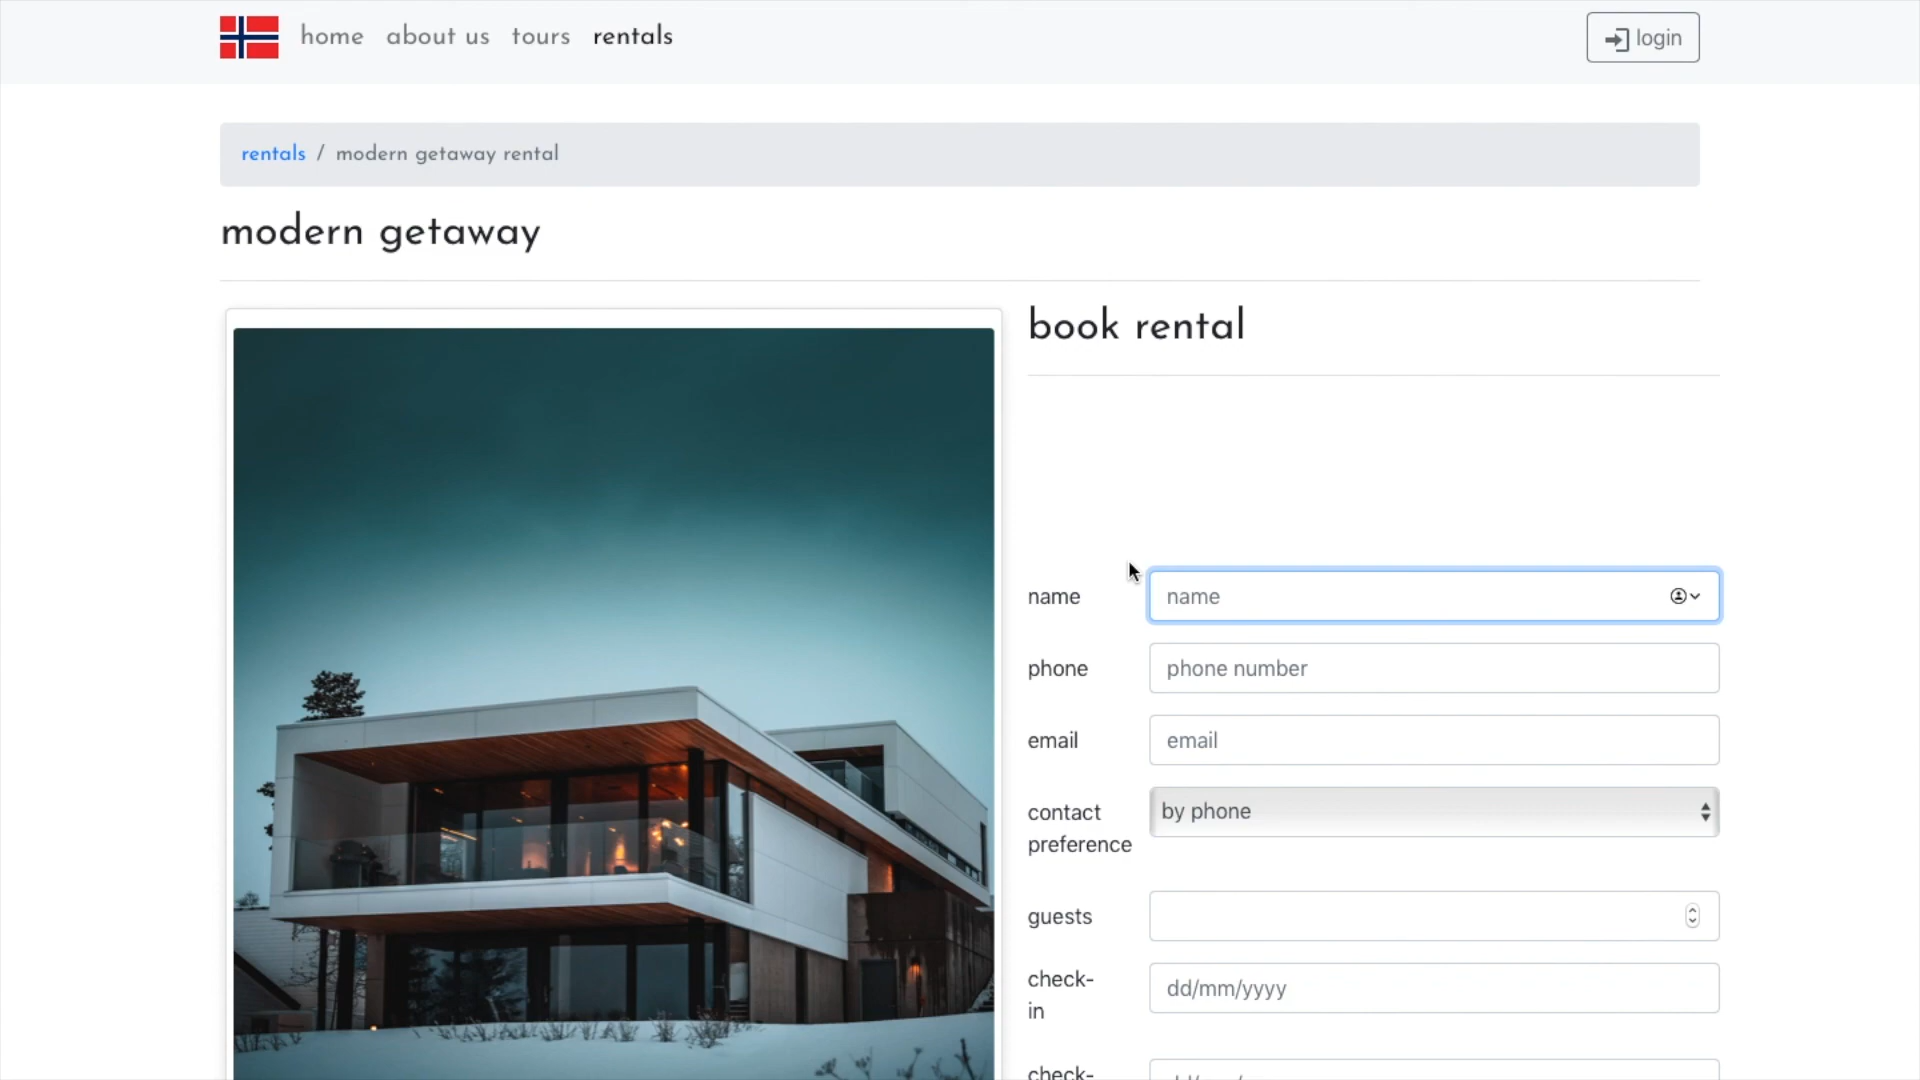 home about us tours rentals
login
rentals / modern getaway rental
modern getaway
book rental
name
name
phone
phone number
email
email
contact
preference
by phone
guests
check-
in
dd/mm/yyyy
check-